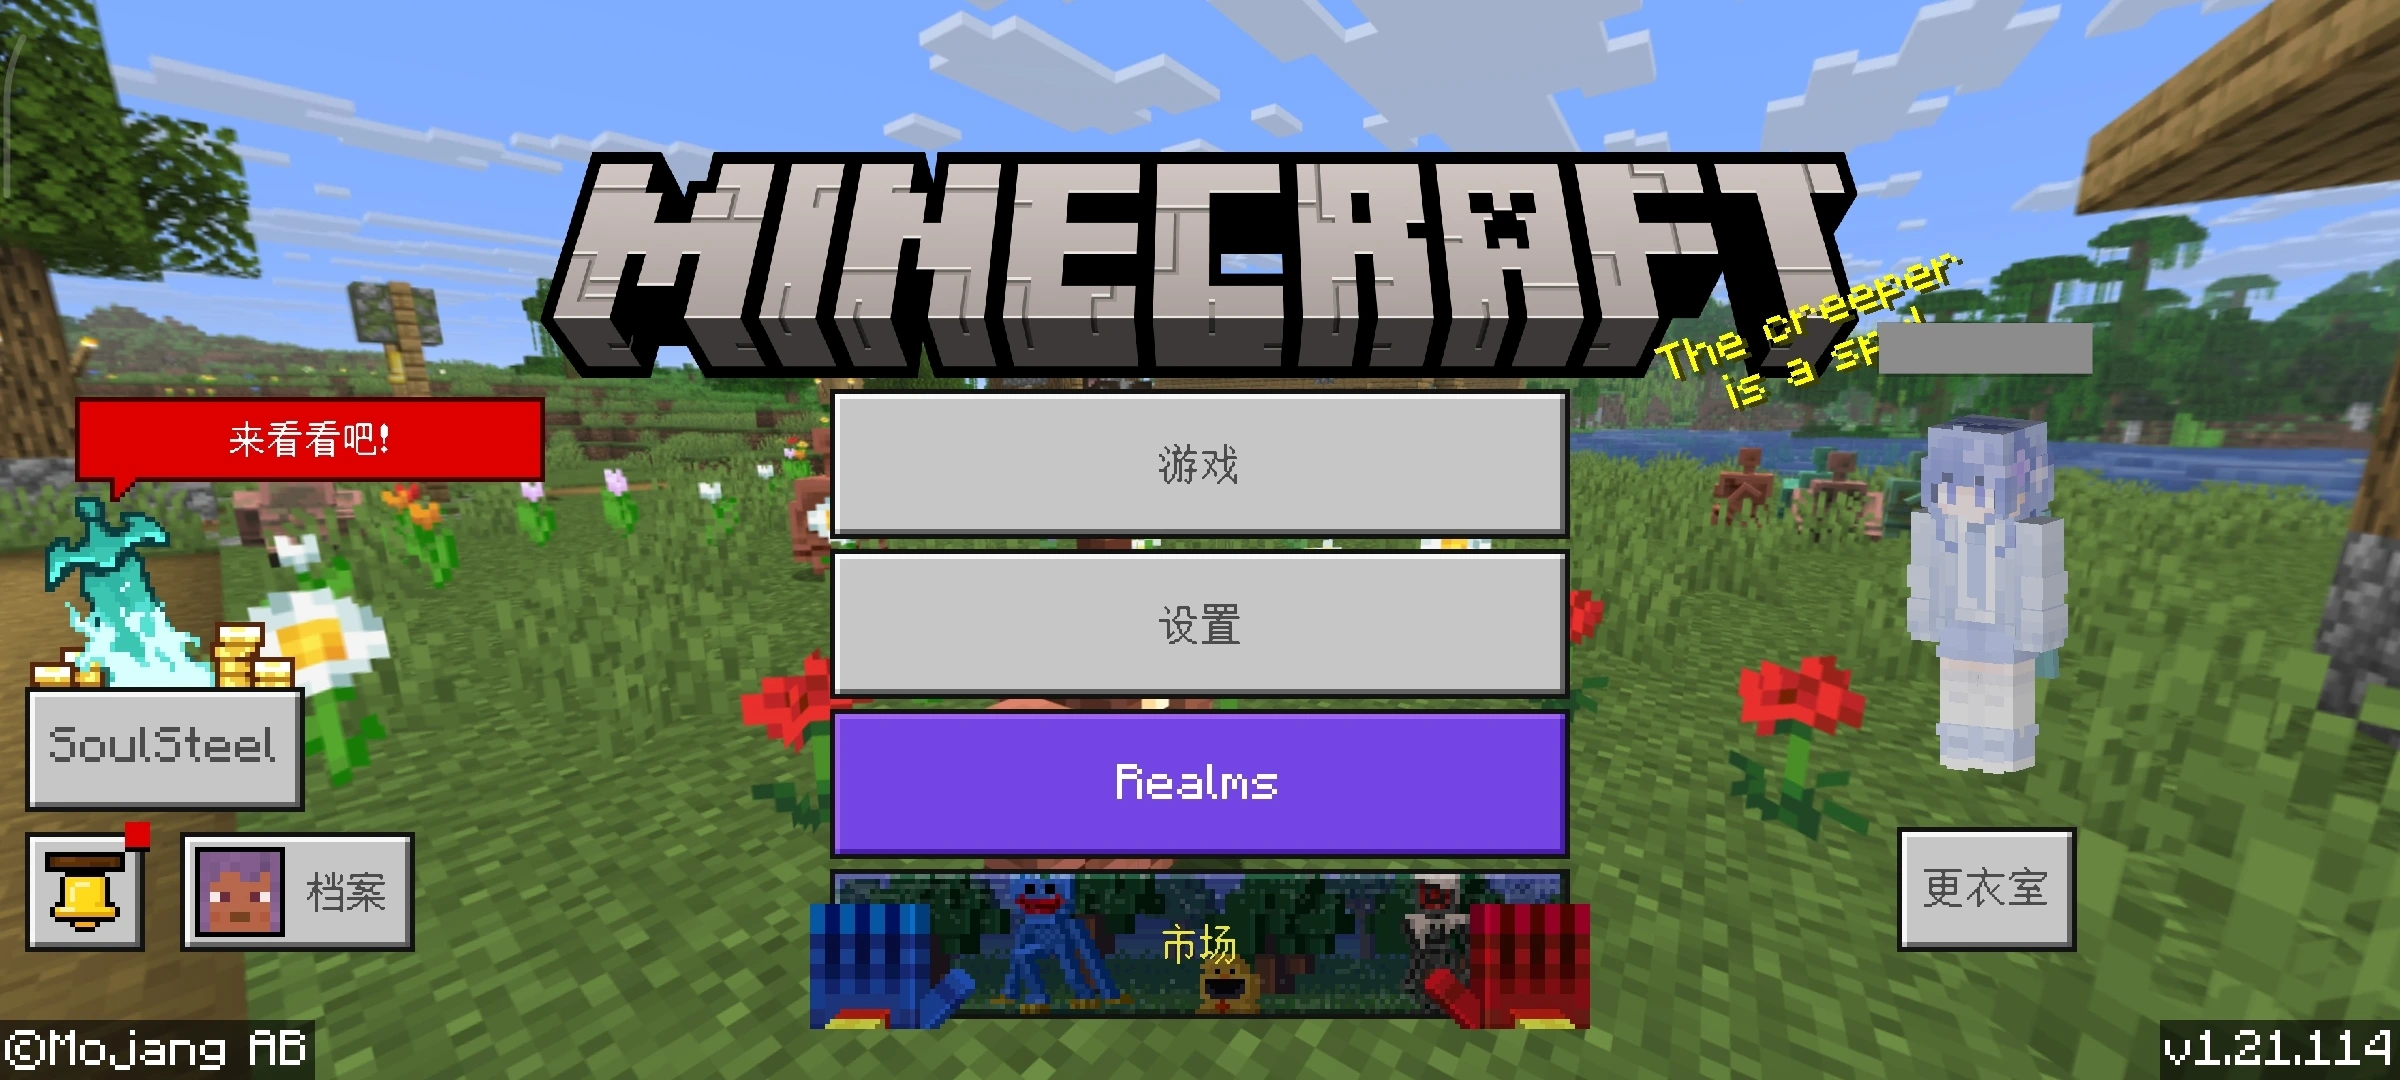 MINECRAFT
The creeper
is a
来看看吧!
游戏
设置
SoulSteel
Realms
档案
更衣室
市场
©Mojang AB
v1.21.114